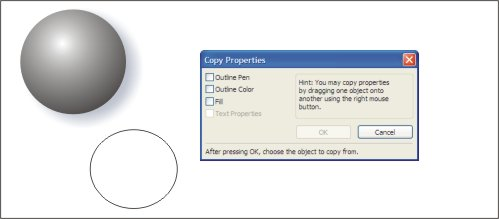 Copy Properties
Outline Pen
Outline Color
Fill
Text Properties
Hint: You may copy properties
by dragging one object onto
another using the right mouse
button.
OK
Cancel
After pressing OK, choose the object to copy from.